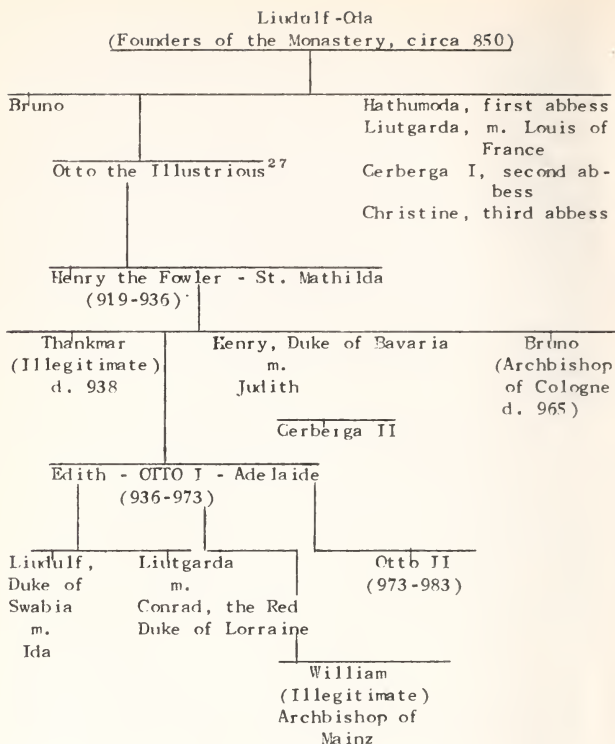 Liudulf-Oda
(Founders of the Monastery, circa 850)
Bruno
Hathumoda, first abbess
Liutgarda, m. Louis of
France
Gerberga I, second ab-
bess
Christine, third abbess
Otto the Illustrious27
Henry the Fowler - St. Mathilda
(919-936)
Thankmar
(Illegitimate)
d. 938
Henry, Duke of Bavaria
m.
Judith
Bruno
(Archbishop
of Cologne
d. 965)
Gerberga II
Edith - OTTO I - Adelaide
(936-973)
Liudulf,
Duke of
Swabia
m.
Ida
Liutgarda
m.
Conrad, the Red
Duke of Lorraine
Otto II
(973-983)
William
(Illegitimate)
Archbishop of
Mainz